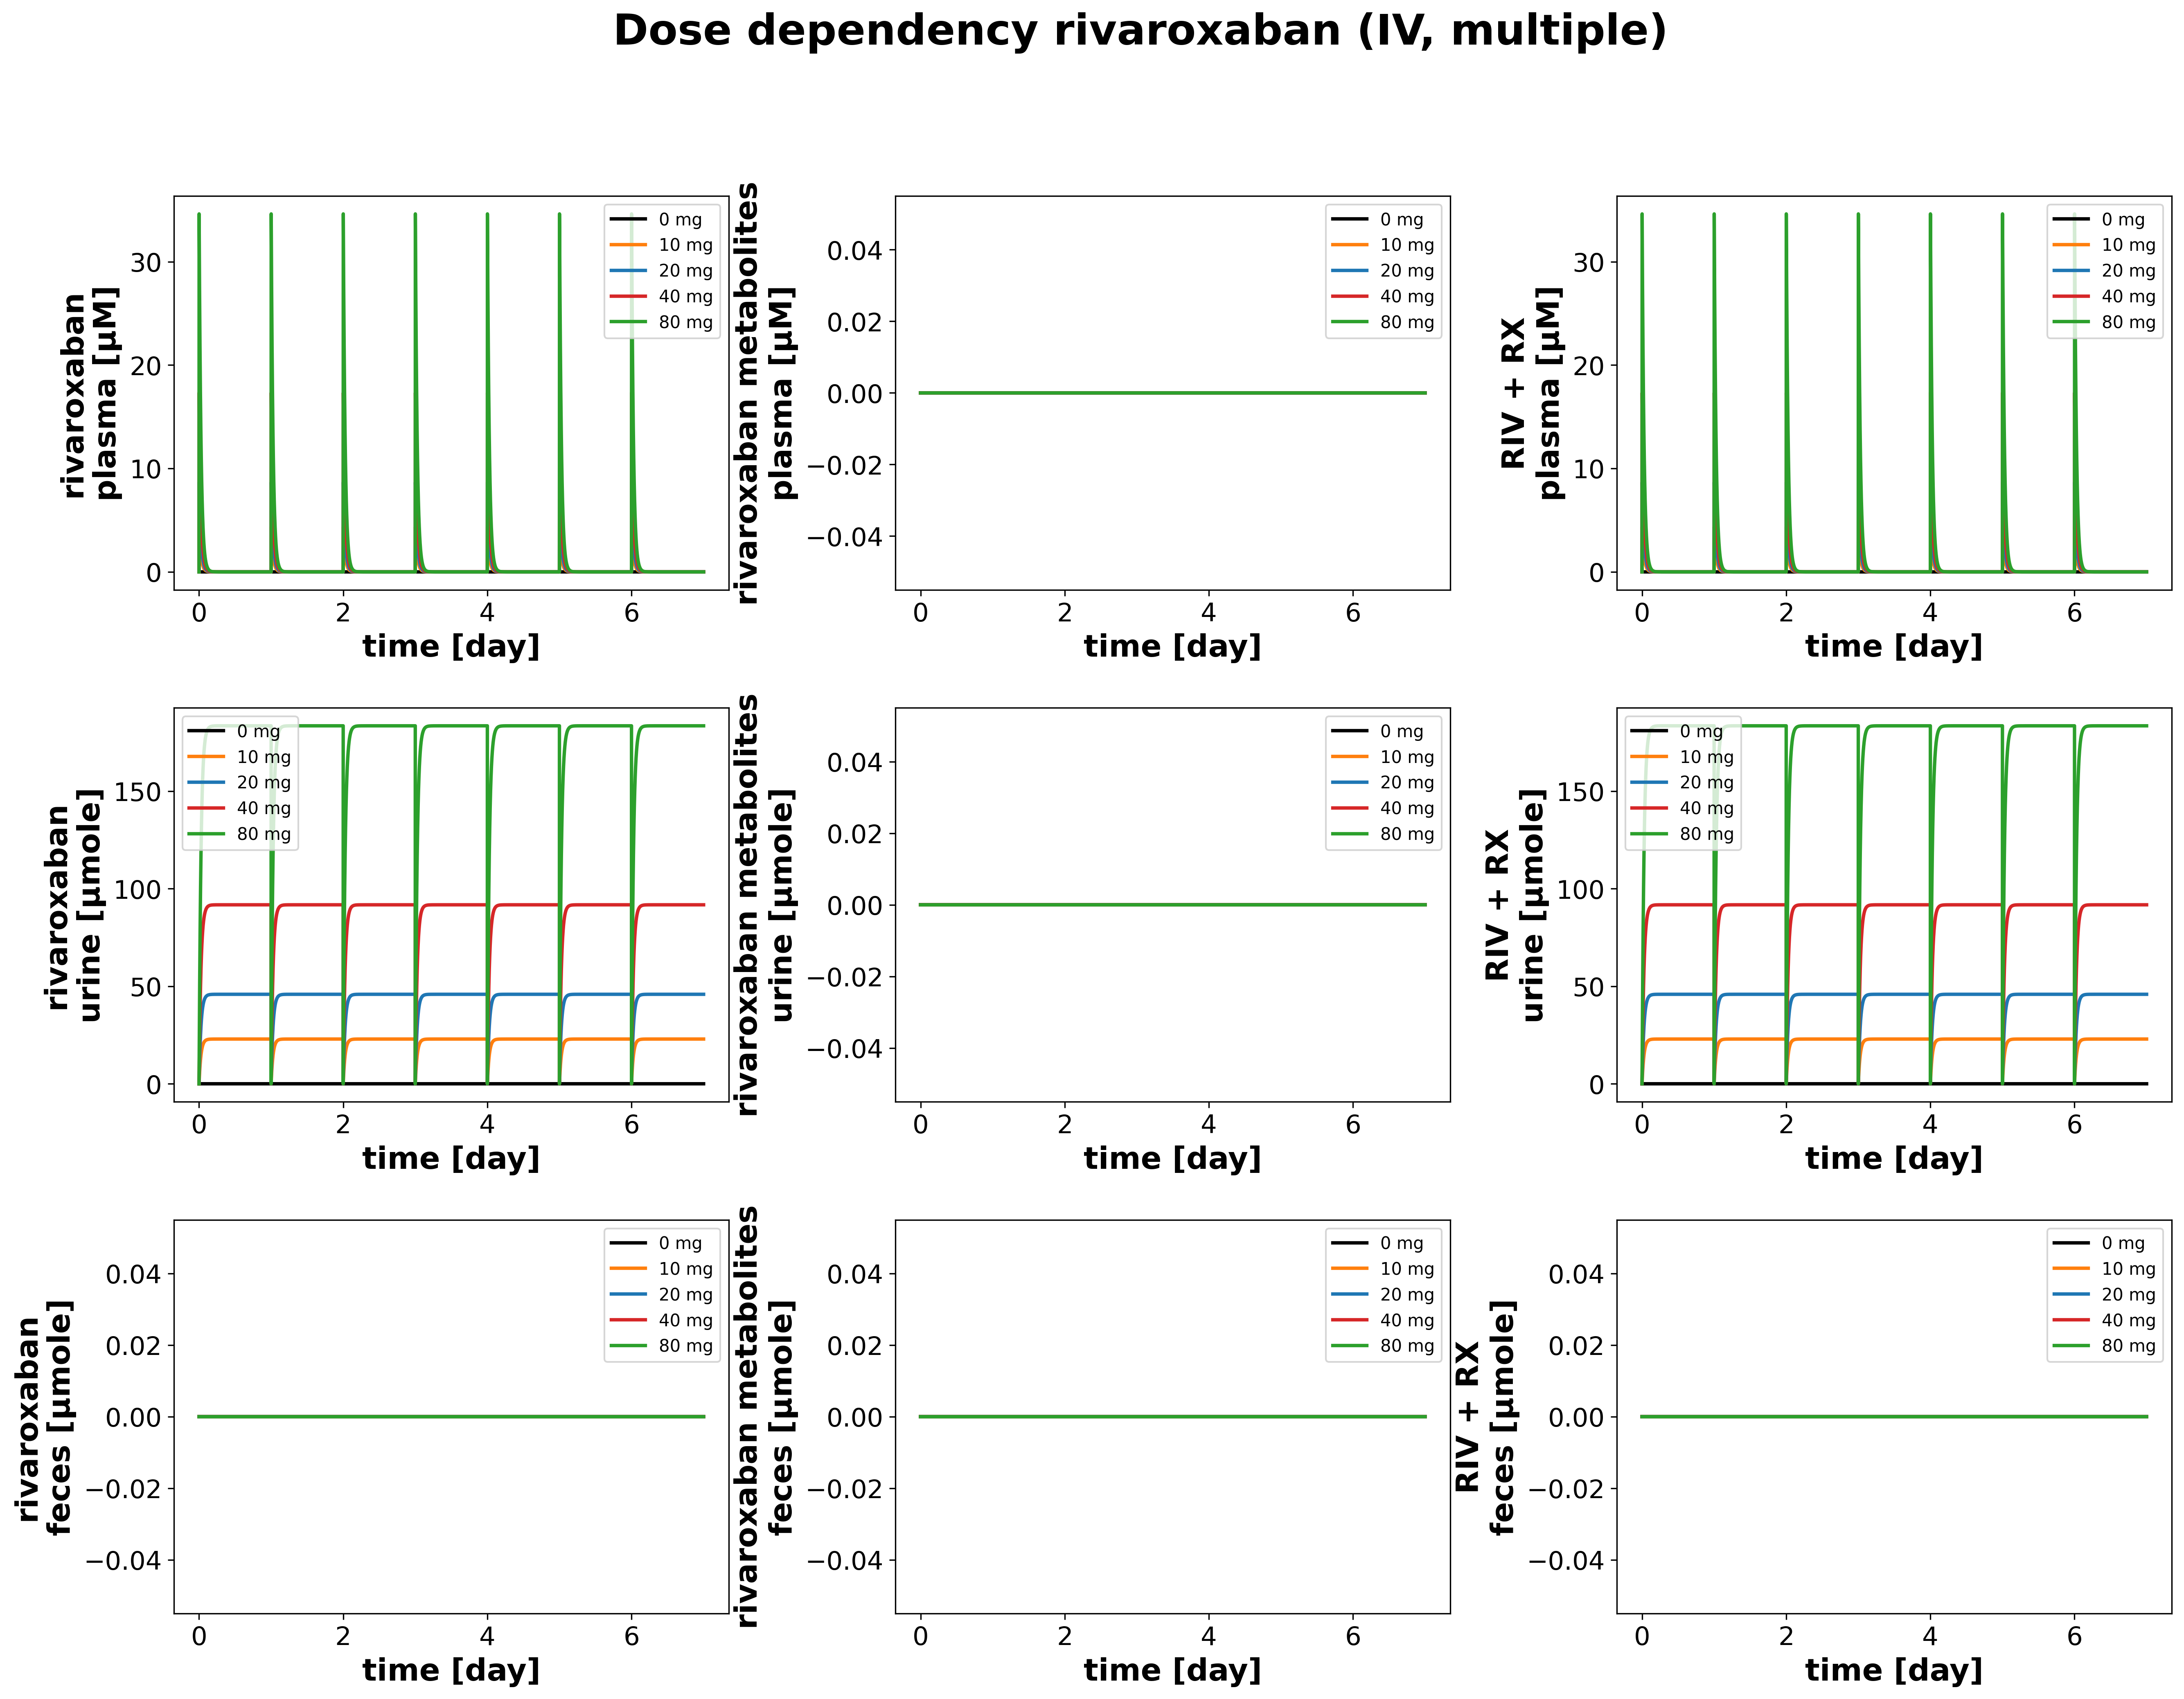 Dose dependency rivaroxaban (IV, multiple)
rivaroxaban
plasma [µM]
30
20
10
0
0 mg
10 mg
20 mg
40 mg
80 mg
0 2 4 6
time [day]
rivaroxaban metabolites
plasma [µM]
0.04
0.02
0.00
−0.02
−0.04
0 mg
10 mg
20 mg
40 mg
80 mg
0 2 4 6
time [day]
RIV + RX
plasma [µM]
30
20
10
0
0 mg
10 mg
20 mg
40 mg
80 mg
0 2 4 6
time [day]
rivaroxaban
urine [µmole]
150
100
50
0
0 mg
10 mg
20 mg
40 mg
80 mg
0 2 4 6
time [day]
rivaroxaban metabolites
urine [µmole]
0.04
0.02
0.00
−0.02
−0.04
0 mg
10 mg
20 mg
40 mg
80 mg
0 2 4 6
time [day]
RIV + RX
urine [µmole]
150
100
50
0
0 mg
10 mg
20 mg
40 mg
80 mg
0 2 4 6
time [day]
rivaroxaban
feces [µmole]
0.04
0.02
0.00
−0.02
−0.04
0 mg
10 mg
20 mg
40 mg
80 mg
0 2 4 6
time [day]
rivaroxaban metabolites
feces [µmole]
0.04
0.02
0.00
−0.02
−0.04
0 mg
10 mg
20 mg
40 mg
80 mg
0 2 4 6
time [day]
RIV + RX
feces [µmole]
0.04
0.02
0.00
−0.02
−0.04
0 mg
10 mg
20 mg
40 mg
80 mg
0 2 4 6
time [day]